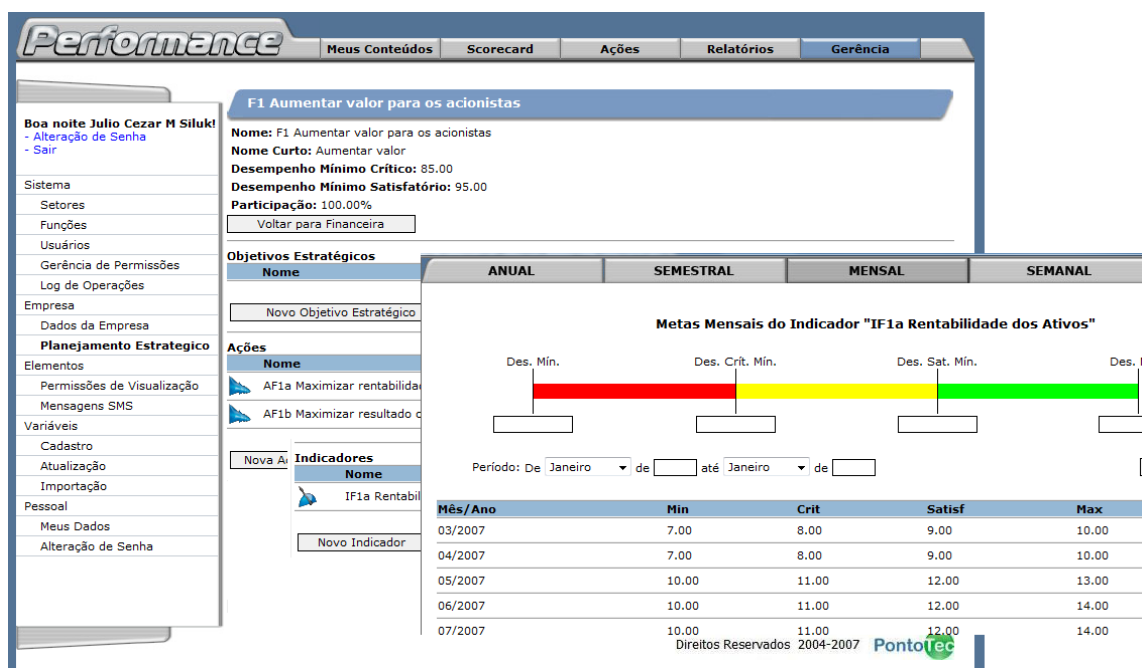 Performance
Meus Conteúdos Scorecard Ações Relatórios Gerência
Boa noite Julio Cezar M Siluk!
- Alteração de Senha
- Sair
Sistema
Setores
Funções
Usuários
Gerência de Permissões
Log de Operações
Empresa
Dados da Empresa
Planejamento Estrategico
Elementos
Permissões de Visualização
Mensagens SMS
Variáveis
Cadastro
Atualização
Importação
Pessoal
Meus Dados
Alteração de Senha
F1 Aumentar valor para os acionistas
Nome: F1 Aumentar valor para os acionistas
Nome Curto: Aumentar valor
Desempenho Mínimo Crítico: 85.00
Desempenho Mínimo Satisfatório: 95.00
Participação: 100.00%
Voltar para Financeira
Objetivos Estratégicos
Nome
Novo Objetivo Estratégico
Ações
Nome
AF1a Maximizar rentabilida
AF1b Maximizar resultado
Nova
Indicadores
Nome
IF1a Rentabil
Novo Indicador
ANUAL SEMESTRAL MENSAL SEMANAL
Metas Mensais do Indicador "IF1a Rentabilidade dos Ativos"
Des. Mín. Des. Crít. Mín. Des. Sat. Mín. Des.
Período: De Janeiro de até Janeiro de
Mês/Ano Min Crit Satisf Max
03/2007 7.00 8.00 9.00 10.00
04/2007 7.00 8.00 9.00 10.00
05/2007 10.00 11.00 12.00 13.00
06/2007 10.00 11.00 12.00 14.00
07/2007 10.00 11.00 12.00 14.00
Direitos Reservados 2004-2007 PontoTec